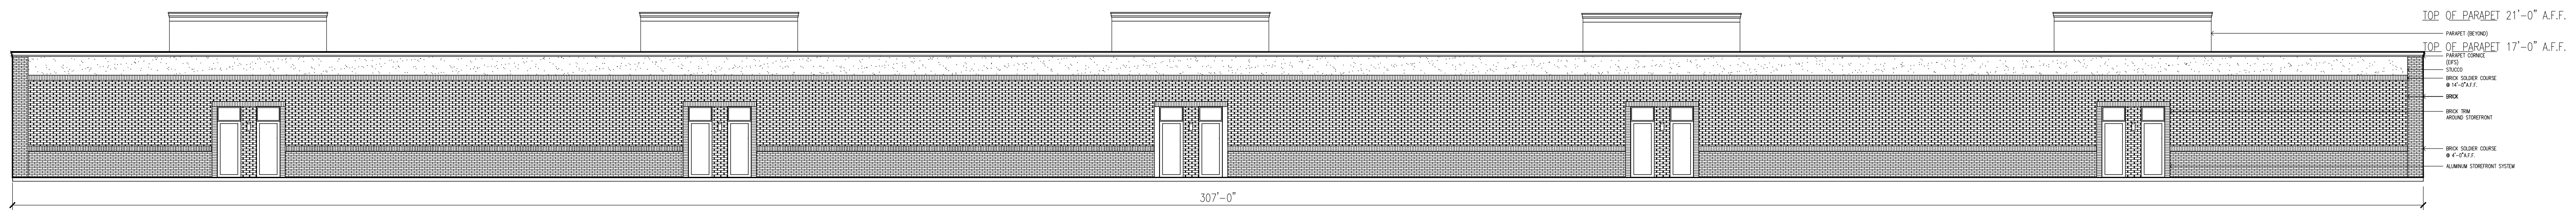 TOP OF PARAPET 21'-0" A.F.F.
PARAPET (BEYOND)
TOP OF PARAPET 17'-0" A.F.F.
PARAPET CORNICE
(EIFS)
STUCCO
BRICK SOLDIER COURSE
@ 14'-0"A.F.F.
BRICK
BRICK TRIM
AROUND STOREFRONT
BRICK SOLDIER COURSE
@ 4'-0"A.F.F.
ALUMINUM STOREFRONT SYSTEM
307'-0"